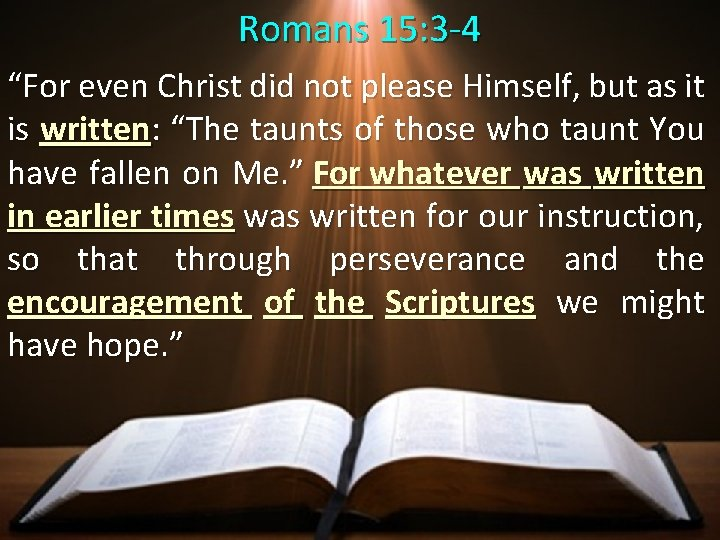 Romans 15:3-4
“For even Christ did not please Himself, but as it
is written: “The taunts of those who taunt You
have fallen on Me.” For whatever was written
in earlier times was written for our instruction,
so that through perseverance and the
encouragement of the Scriptures we might
have hope.”